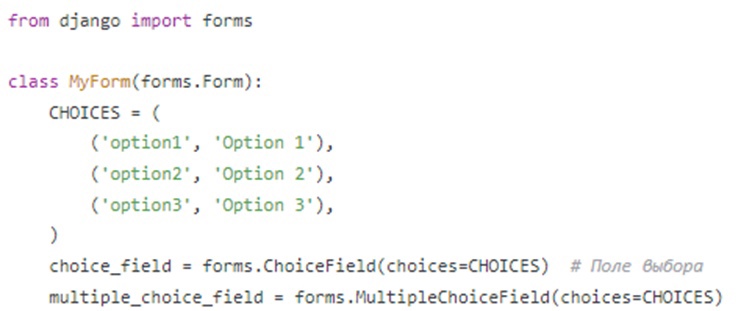 from django import forms
class MyForm(forms.Form):
CHOICES = (
('option1', 'Option 1'),
('option2', 'Option 2'),
('option3', 'Option 3'),
)
choice_field = forms.ChoiceField(choices=CHOICES)  # Поле выбора
multiple_choice_field = forms.MultipleChoiceField(choices=CHOICES)